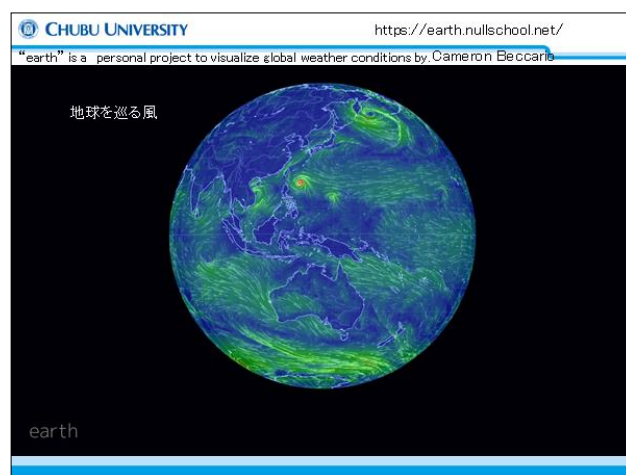 CHUBU UNIVERSITY
https://earth.nullschool.net/
“earth” is a personal project to visualize global weather conditions by. Cameron Beccario
地球を巡る風
earth